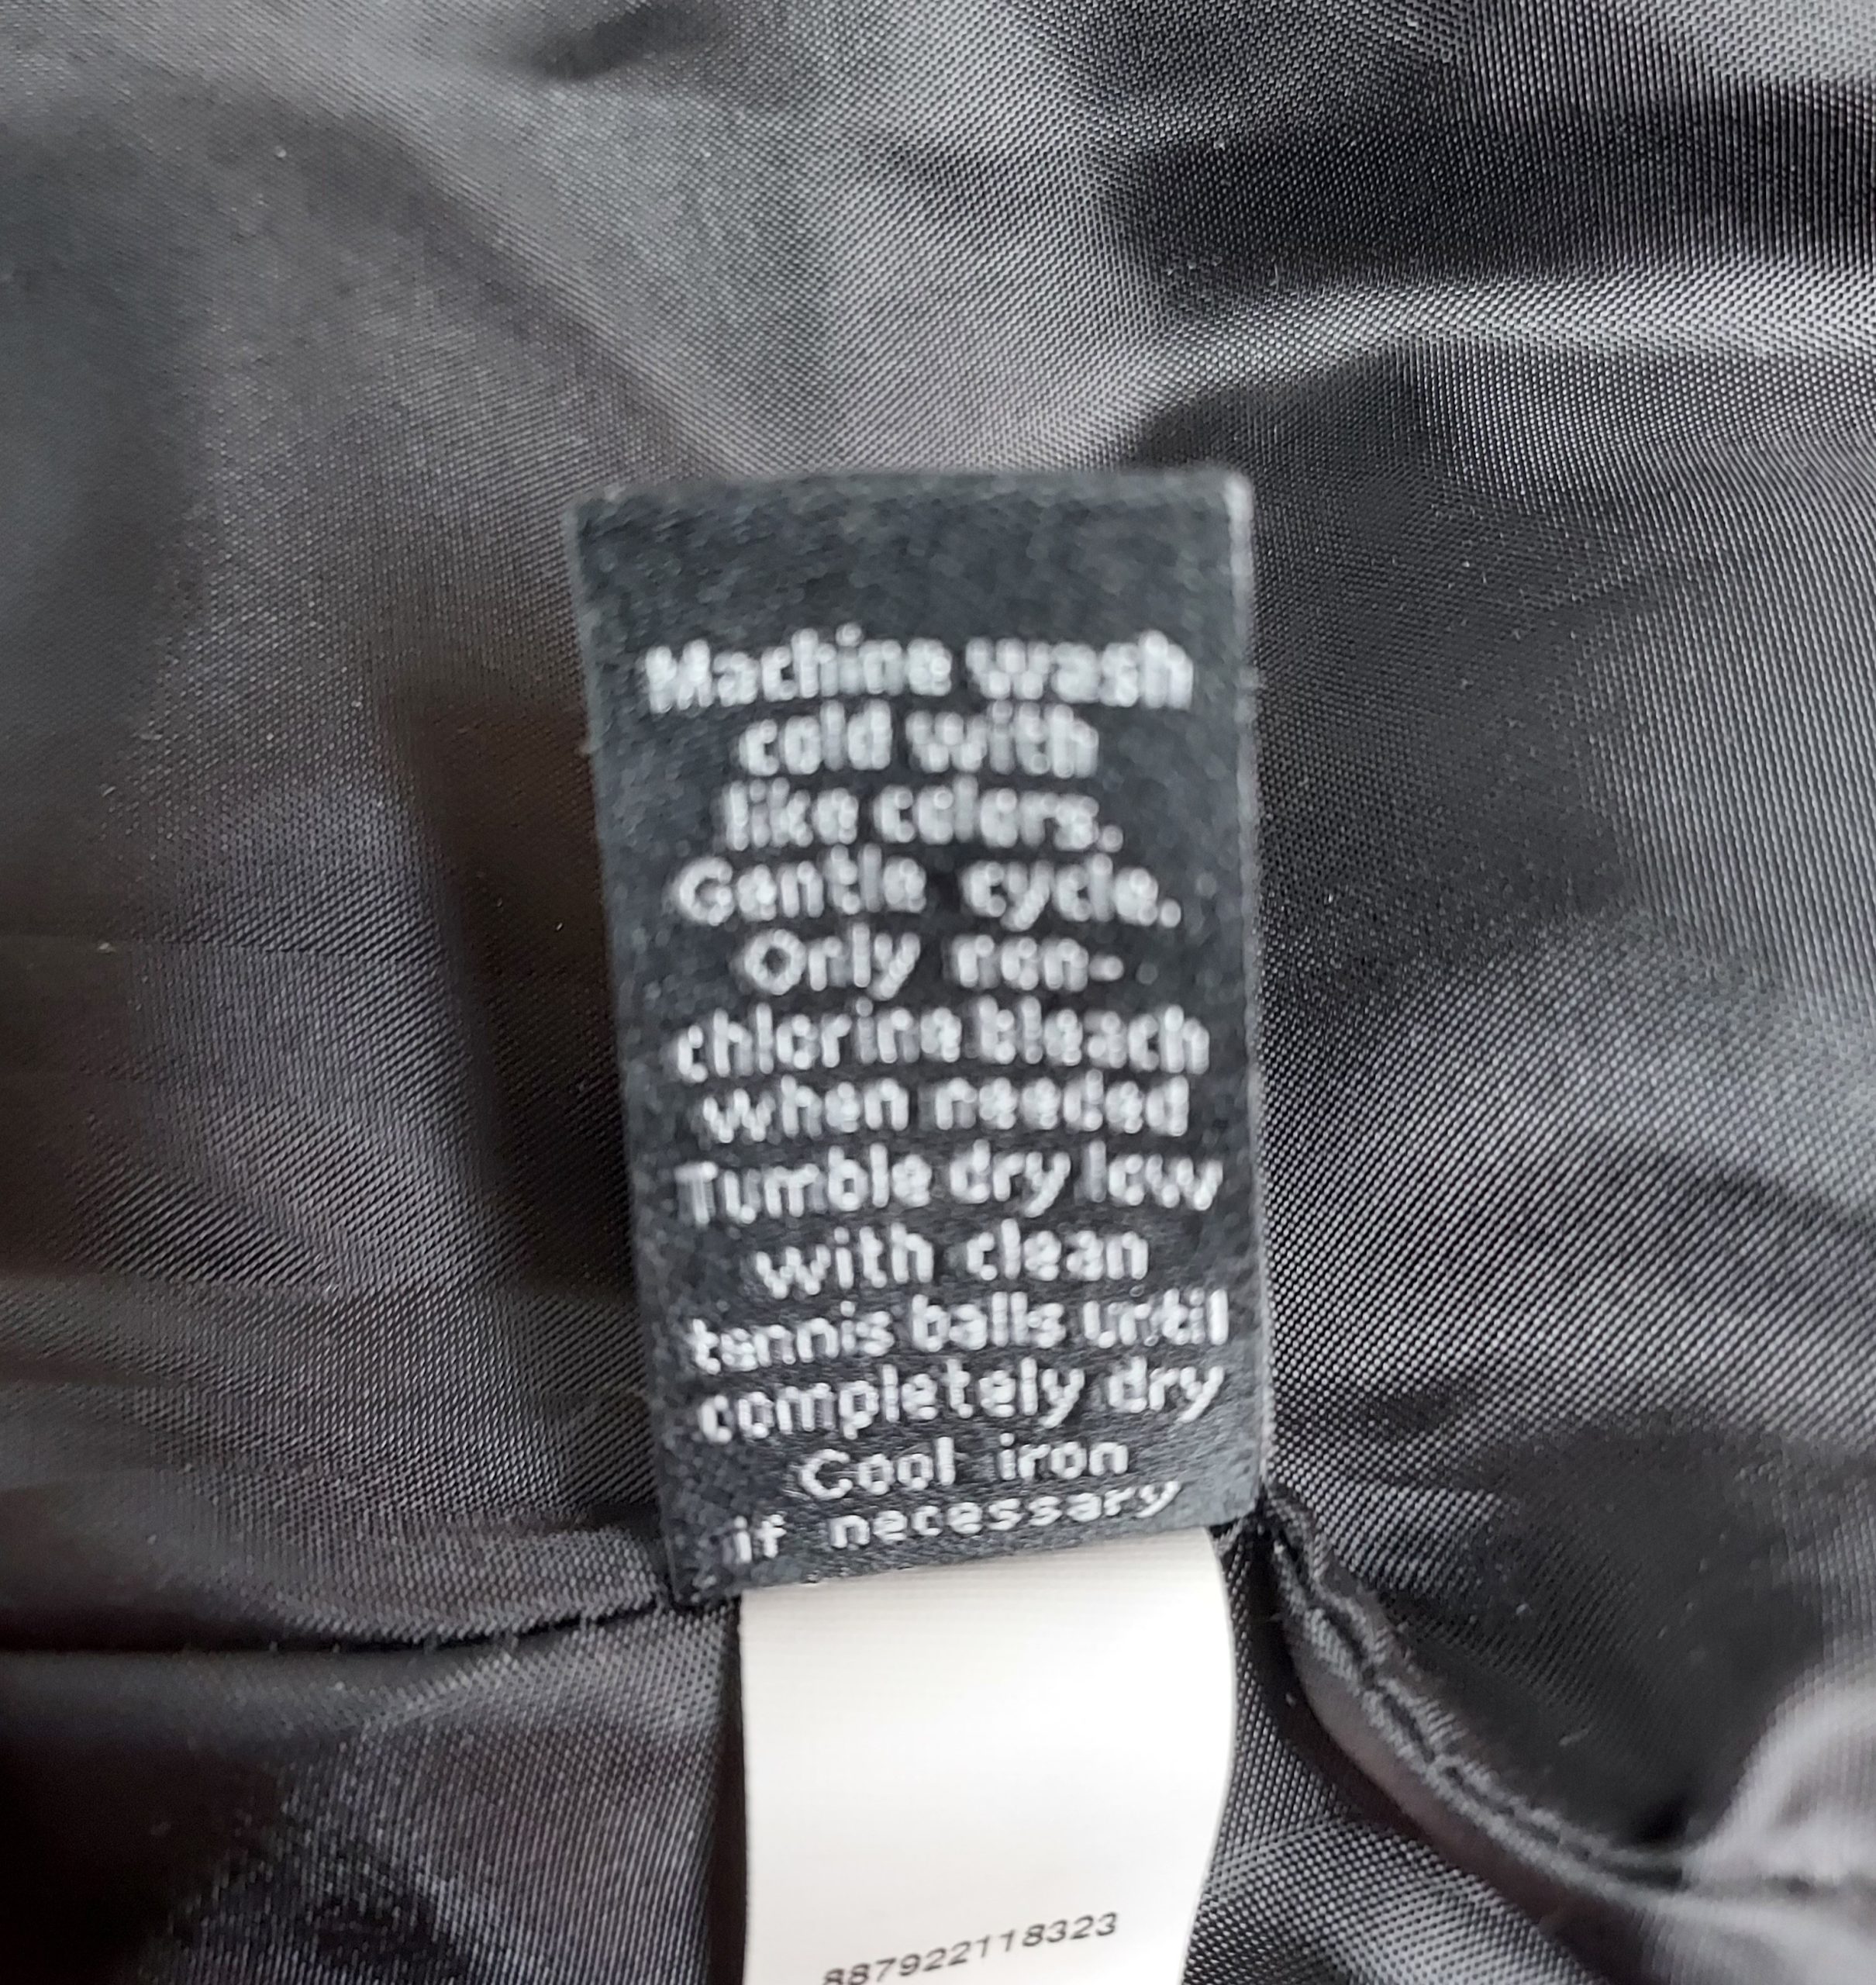 Machine wash
cold with
like colors.
Gentle cycle.
Only non-
chlorine bleach
when needed
Tumble dry low
with clean
tennis balls until
completely dry
Cool iron
if necessary
887922118323